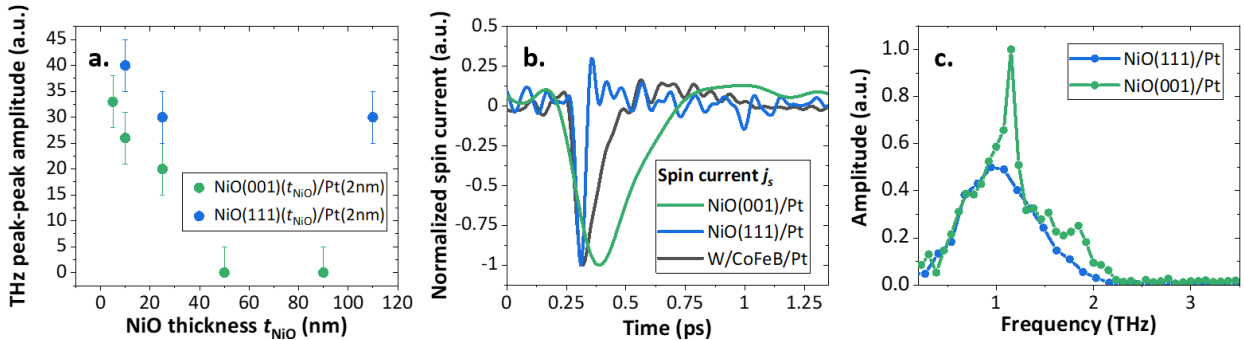 THz peak-peak amplitude (a.u.)
45
40
35
30
25
20
15
10
5
0
a.
NiO(001)(tNiO)/Pt(2nm)
NiO(111)(tNiO)/Pt(2nm)
0
20
40
60
80
100
120
NiO thickness tNiO (nm)
Normalized spin current
0.5
0.25
0
-0.25
-0.5
-0.75
-1
b.
Spin current js
NiO(001)/Pt
NiO(111)/Pt
W/CoFeB/Pt
0
0.25
0.5
0.75
1
1.25
Time (ps)
Amplitude (a.u.)
1.0
0.8
0.6
0.4
0.2
0.0
c.
NiO(111)/Pt
NiO(001)/Pt
1
2
3
Frequency (THz)